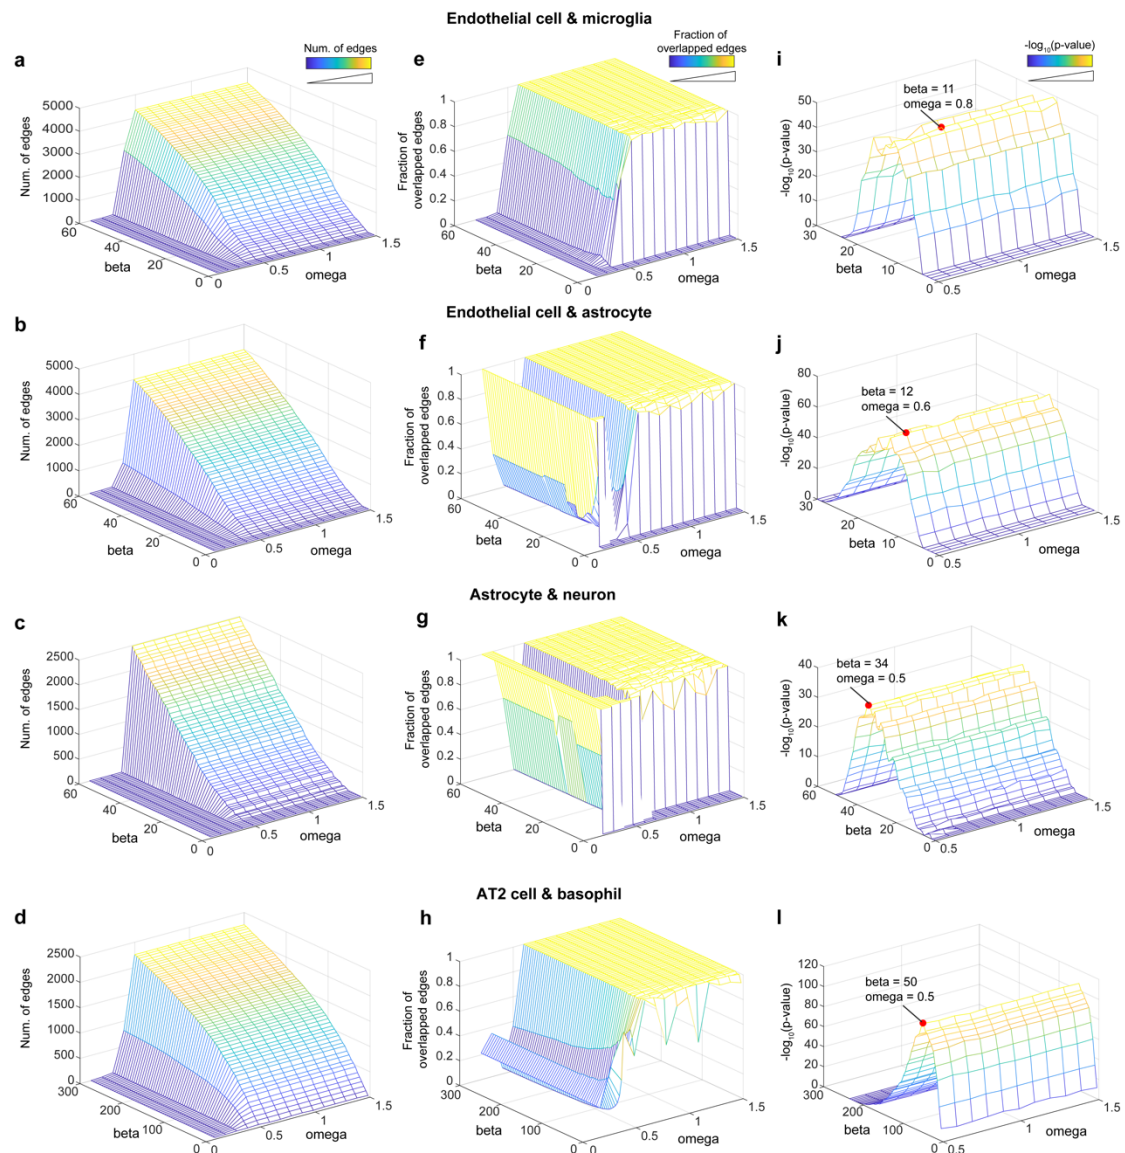 Endothelial cell & microglia
a
Num. of edges
5000
4000
3000
2000
1000
0
Num. of edges
60
40
20
0
beta
0
0.5
1
1.5
omega
e
Fraction of
overlapped edges
1
0.8
0.6
0.4
0.2
0
Fraction of
overlapped edges
60
40
20
0
beta
0
0.5
1
1.5
omega
i
-log10(p-value)
beta = 11
omega = 0.8
50
40
30
20
10
0
-log10(p-value)
30
20
10
0
beta
0.5
1
1.5
omega
Endothelial cell & astrocyte
b
5000
4000
3000
2000
1000
0
Num. of edges
60
40
20
0
beta
0
0.5
1
1.5
omega
f
1
0.8
0.6
0.4
0.2
0
Fraction of
overlapped edges
60
40
20
0
beta
0
0.5
1
1.5
omega
j
beta = 12
omega = 0.6
80
60
40
20
0
-log10(p-value)
30
20
10
0
beta
0.5
1
1.5
omega
Astrocyte & neuron
c
2500
2000
1500
1000
500
0
Num. of edges
60
40
20
0
beta
0
0.5
1
1.5
omega
g
1
0.8
0.6
0.4
0.2
0
Fraction of
overlapped edges
60
40
20
0
beta
0
0.5
1
1.5
omega
k
beta = 34
omega = 0.5
40
30
20
10
0
-log10(p-value)
60
40
20
0
beta
0.5
1
1.5
omega
AT2 cell & basophil
d
2500
2000
1500
1000
500
0
Num. of edges
300
200
100
0
beta
0
0.5
1
1.5
omega
h
1
0.8
0.6
0.4
0.2
0
Fraction of
overlapped edges
300
200
100
0
beta
0
0.5
1
1.5
omega
l
beta = 50
omega = 0.5
120
100
80
60
40
20
0
-log10(p-value)
300
200
100
0
beta
0.5
1
1.5
omega